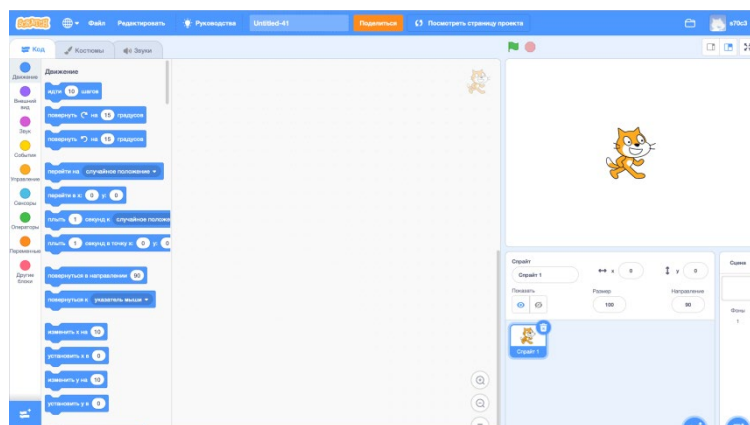 SCRATCH Файл Редактировать Руководства Untitled-41 Поделиться Посмотреть страницу проекта s70c3
Код Костюмы Звуки
Движение
Внешний вид
Звук
События
Управление
Сенсоры
Операторы
Переменные
Другие блоки
Движение
идти 10 шагов
повернуть на 15 градусов
повернуть на 15 градусов
перейти на случайное положение
перейти в x: 0 y: 0
плыть 1 секунд к случайное положе
плыть 1 секунд в точку x: 0 y: 0
повернуться в направлении 90
повернуться к указатель мыши
изменить x на 10
установить x в 0
изменить y на 10
установить y в 0
Спрайт
Спрайт 1 x 0 y 0
Показать Размер Направление
100 90
Спрайт 1
Сцена
Фоны
1